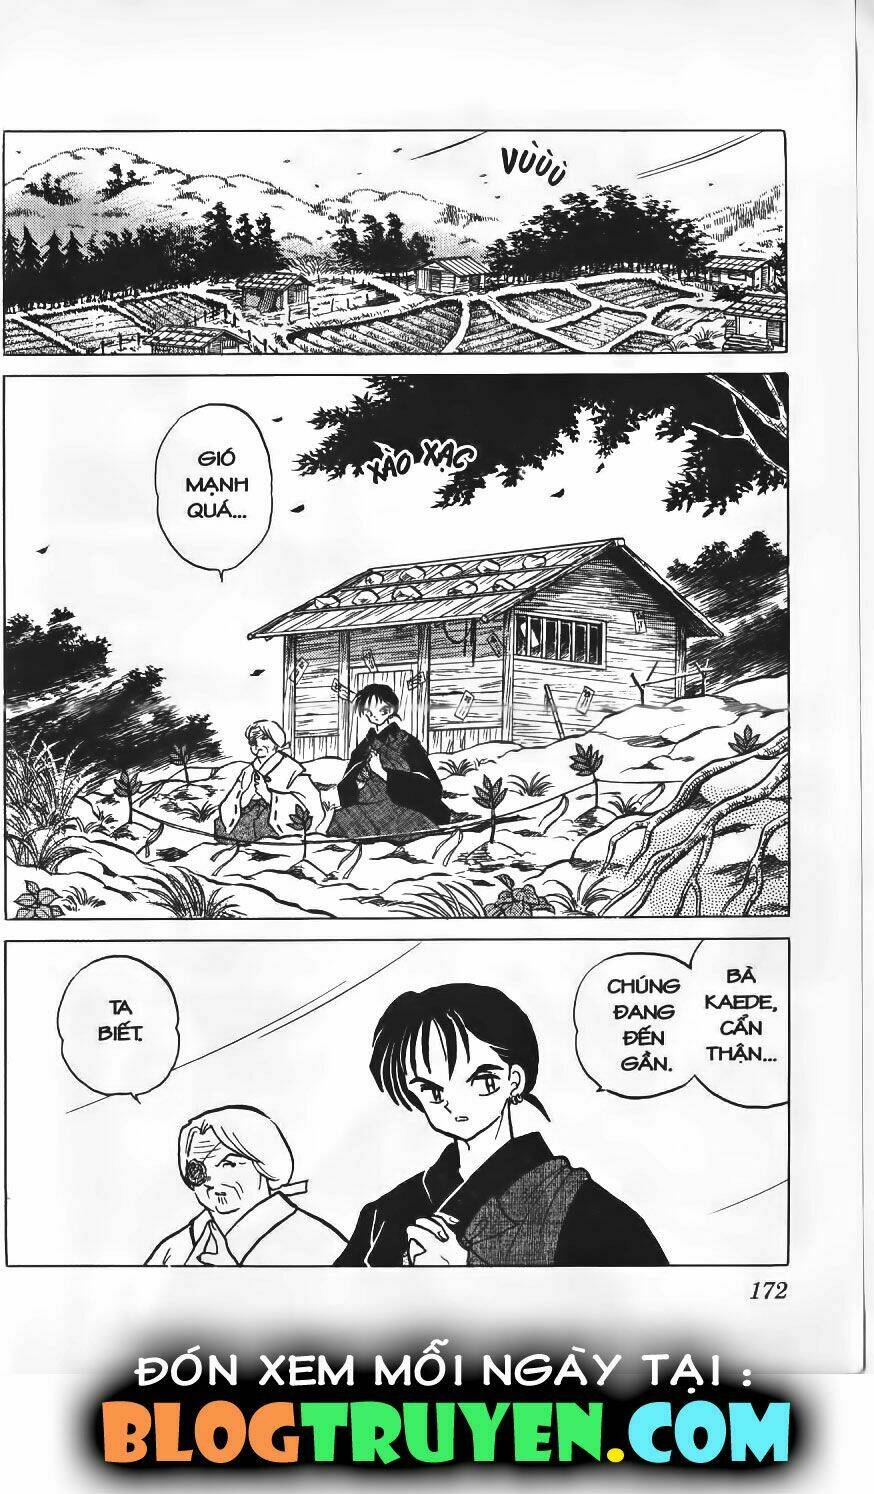 VÙÙÙ
GIÓ
MẠNH
QUÁ...
XÀO XẠC
BÀ
KAEDE,
CẨN
THẬN...
CHÚNG
ĐANG
ĐẾN
GẦN.
TA
BIẾT.
172
ĐÓN XEM MỖI NGÀY TẠI :
BLOGTRUYEN.COM